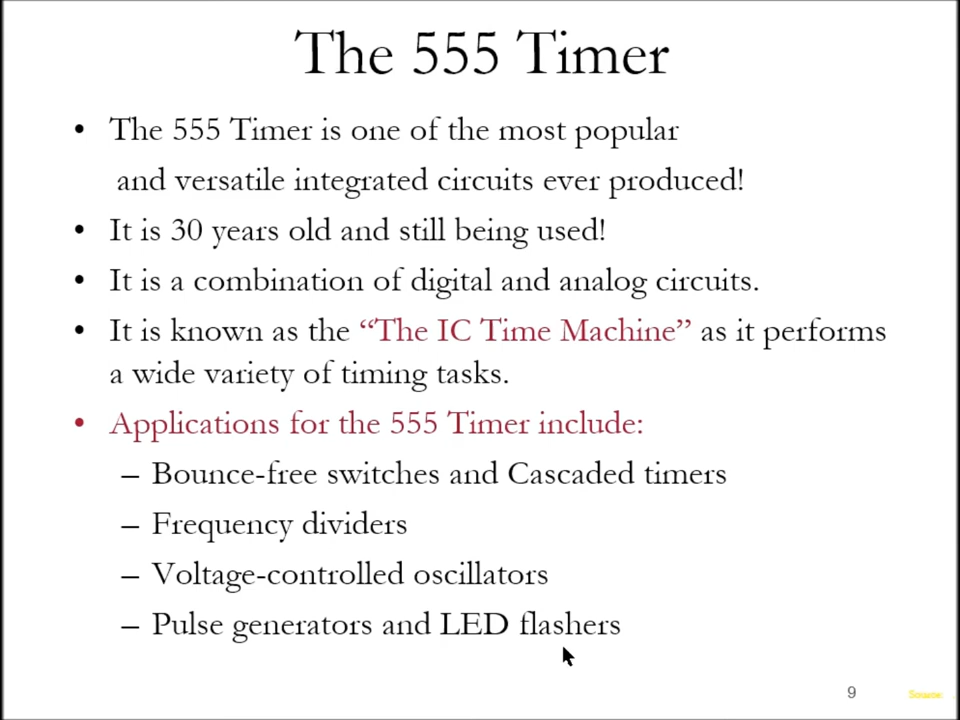 The 555 Timer
• The 555 Timer is one of the most popular
and versatile integrated circuits ever produced!
• It is 30 years old and still being used!
• It is a combination of digital and analog circuits.
• It is known as the “The IC Time Machine” as it performs
a wide variety of timing tasks.
• Applications for the 555 Timer include:
– Bounce-free switches and Cascaded timers
– Frequency dividers
– Voltage-controlled oscillators
– Pulse generators and LED flashers
9
Source